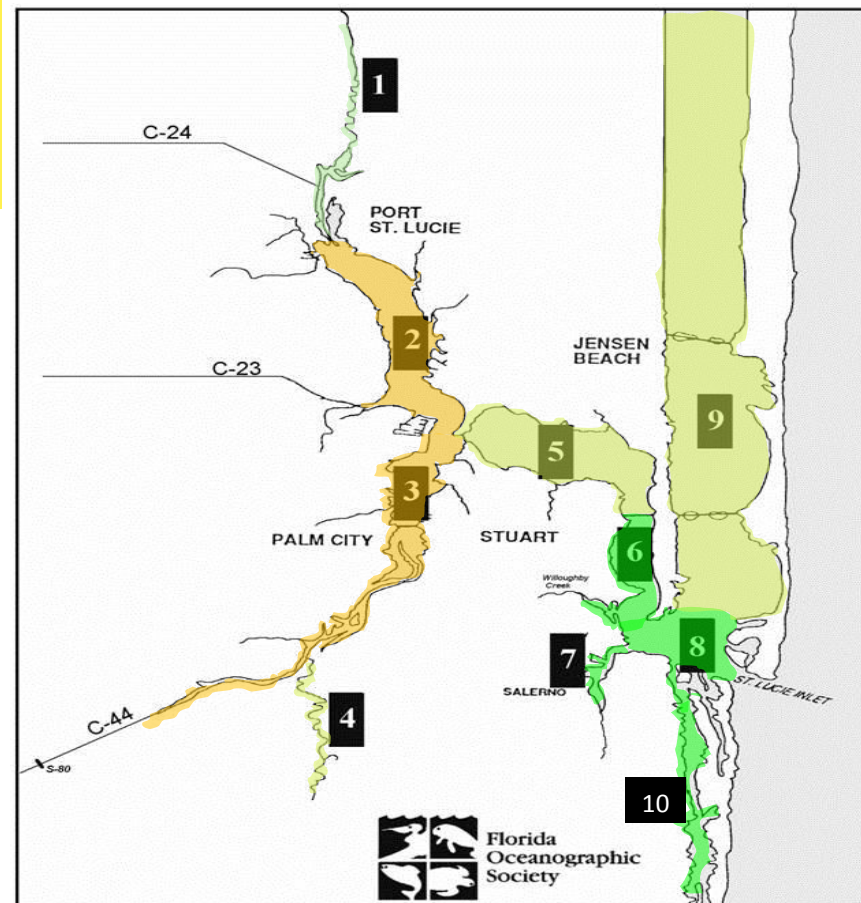 1
C-24
PORT
ST. LUCIE
2
JENSEN
BEACH
C-23
9
5
3
PALM CITY
STUART
6
Willoughby
Creek
8
7
SALERNO
ST. LUCIE INLET
4
C-44
S-80
10
Florida
Oceanographic
Society